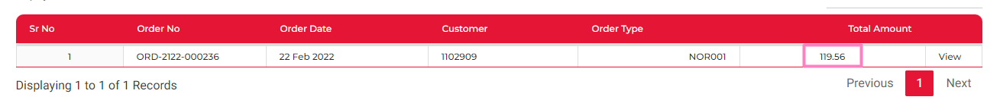 Sr No Order No Order Date Customer Order Type Total Amount
1 ORD-2122-000236 22 Feb 2022 1102909 NOR001 119.56 View
Displaying 1 to 1 of 1 Records Previous 1 Next